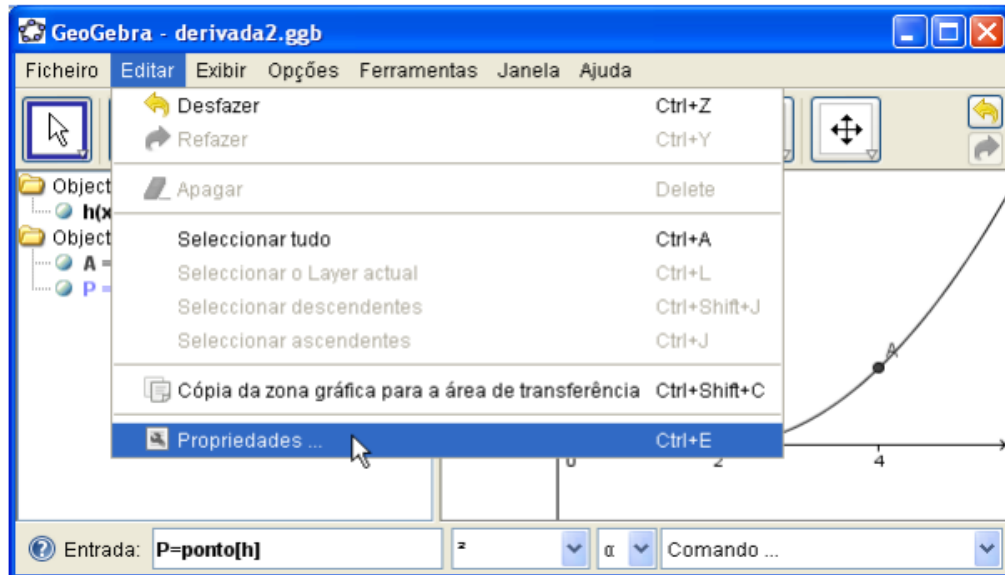 GeoGebra - derivada2.ggb
Ficheiro Editar Exibir Opções Ferramentas Janela Ajuda
Desfazer Ctrl+Z
Refazer Ctrl+Y
Apagar Delete
Seleccionar tudo Ctrl+A
Seleccionar o Layer actual Ctrl+L
Seleccionar descendentes Ctrl+Shift+J
Seleccionar ascendentes Ctrl+J
Cópia da zona gráfica para a área de transferência Ctrl+Shift+C
Propriedades ... Ctrl+E
Object
h(x
Object
A =
P =
A
0 2 4
Entrada: P=ponto[h] ² α Comando ...